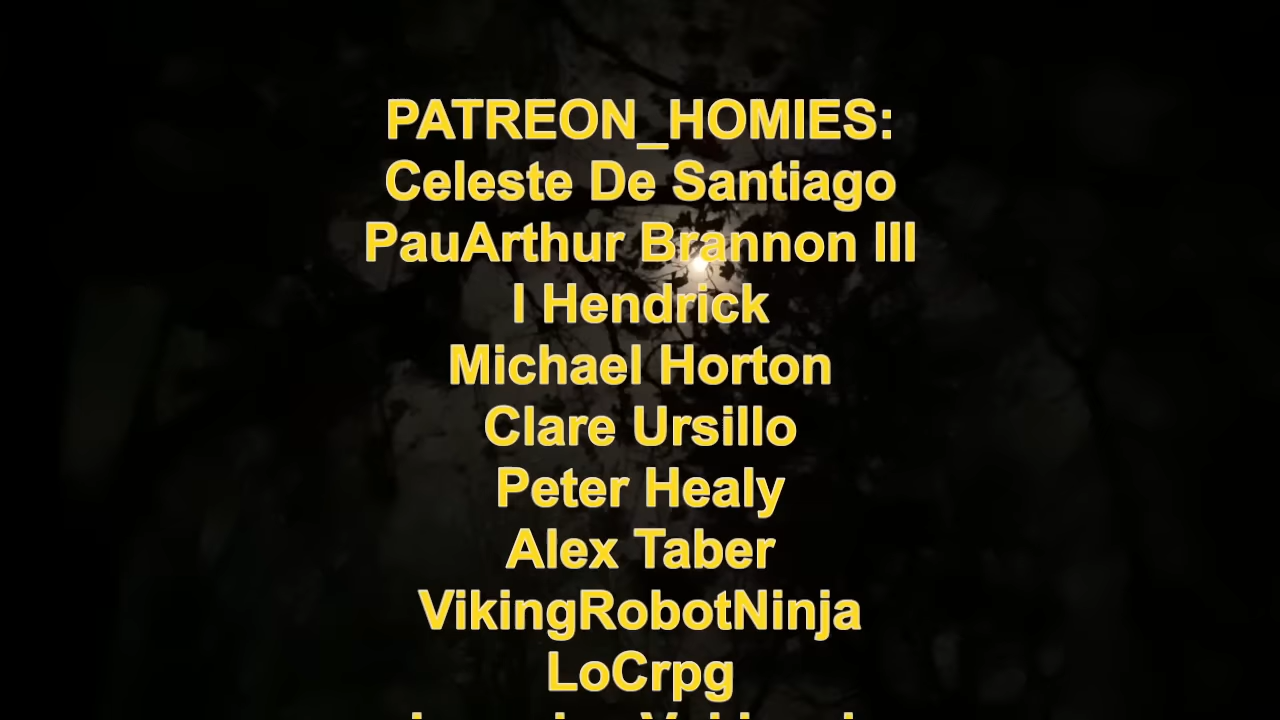 PATREON_HOMIES:
Celeste De Santiago
PauArthur Brannon III
I Hendrick
Michael Horton
Clare Ursillo
Peter Healy
Alex Taber
VikingRobotNinja
LoCrpg